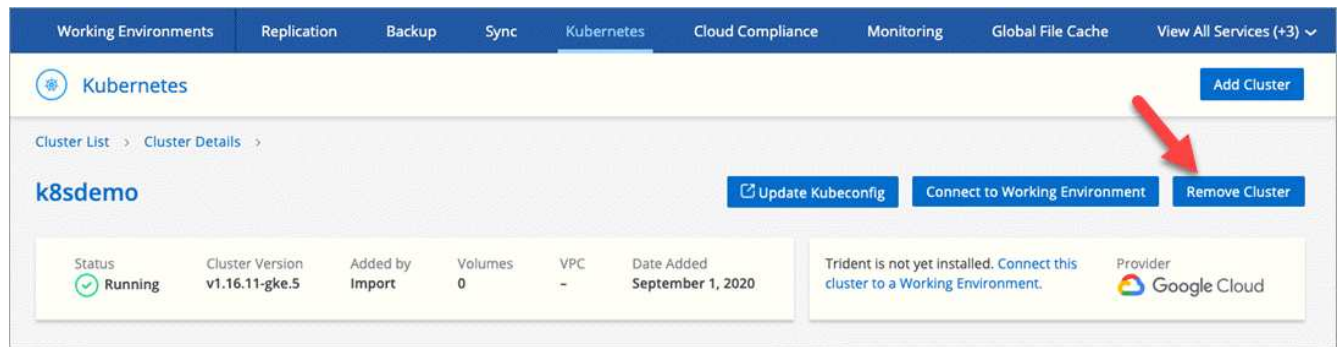 Working Environments Replication Backup Sync Kubernetes Cloud Compliance Monitoring Global File Cache View All Services (+3)
Kubernetes Add Cluster
Cluster List > Cluster Details >
k8sdemo Update Kubeconfig Connect to Working Environment Remove Cluster
Status Cluster Version Added by Volumes VPC Date Added
Running v1.16.11-gke.5 Import 0 – September 1, 2020
Trident is not yet installed. Connect this
cluster to a Working Environment.
Provider
Google Cloud